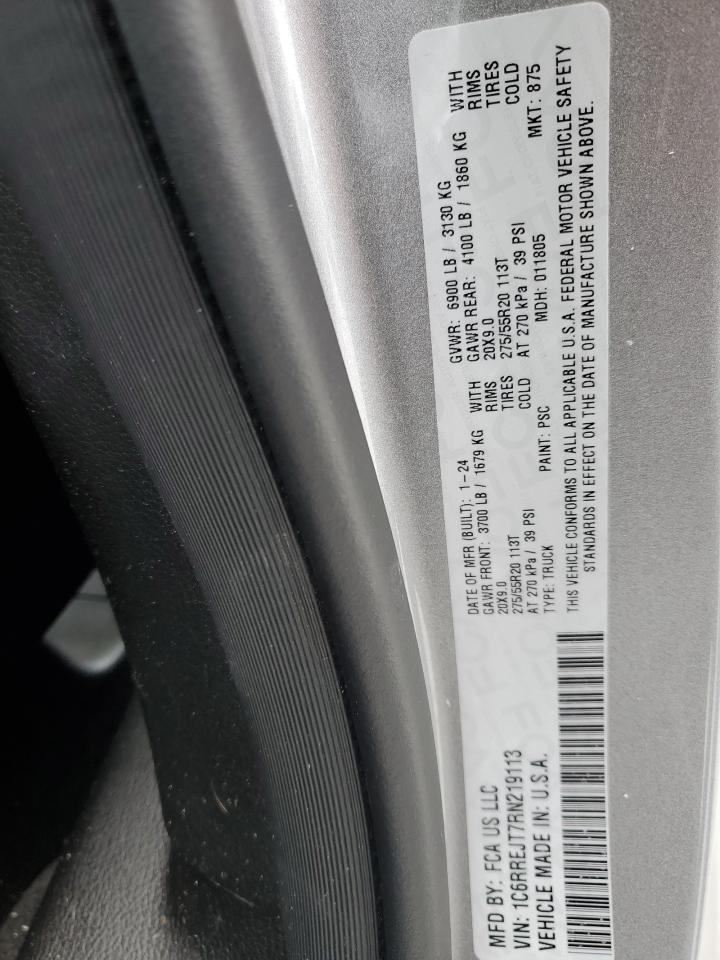 MFD BY: FCA US LLC
VIN: 1C6RREJT7RN219113
VEHICLE MADE IN: U.S.A.
DATE OF MFR (BUILT): 1-24
GAWR FRONT: 3700 LB / 1679 KG WITH
20X9.0 RIMS
275/55R20 113T TIRES
AT 270 kPa / 39 PSI COLD
TYPE: TRUCK PAINT: PSC
GVWR: 6900 LB / 3130 KG
GAWR REAR: 4100 LB / 1860 KG WITH
20X9.0 RIMS
275/55R20 113T TIRES
AT 270 kPa / 39 PSI COLD
MDH: 011805 MKT: 875
THIS VEHICLE CONFORMS TO ALL APPLICABLE U.S.A. FEDERAL MOTOR VEHICLE SAFETY
STANDARDS IN EFFECT ON THE DATE OF MANUFACTURE SHOWN ABOVE.